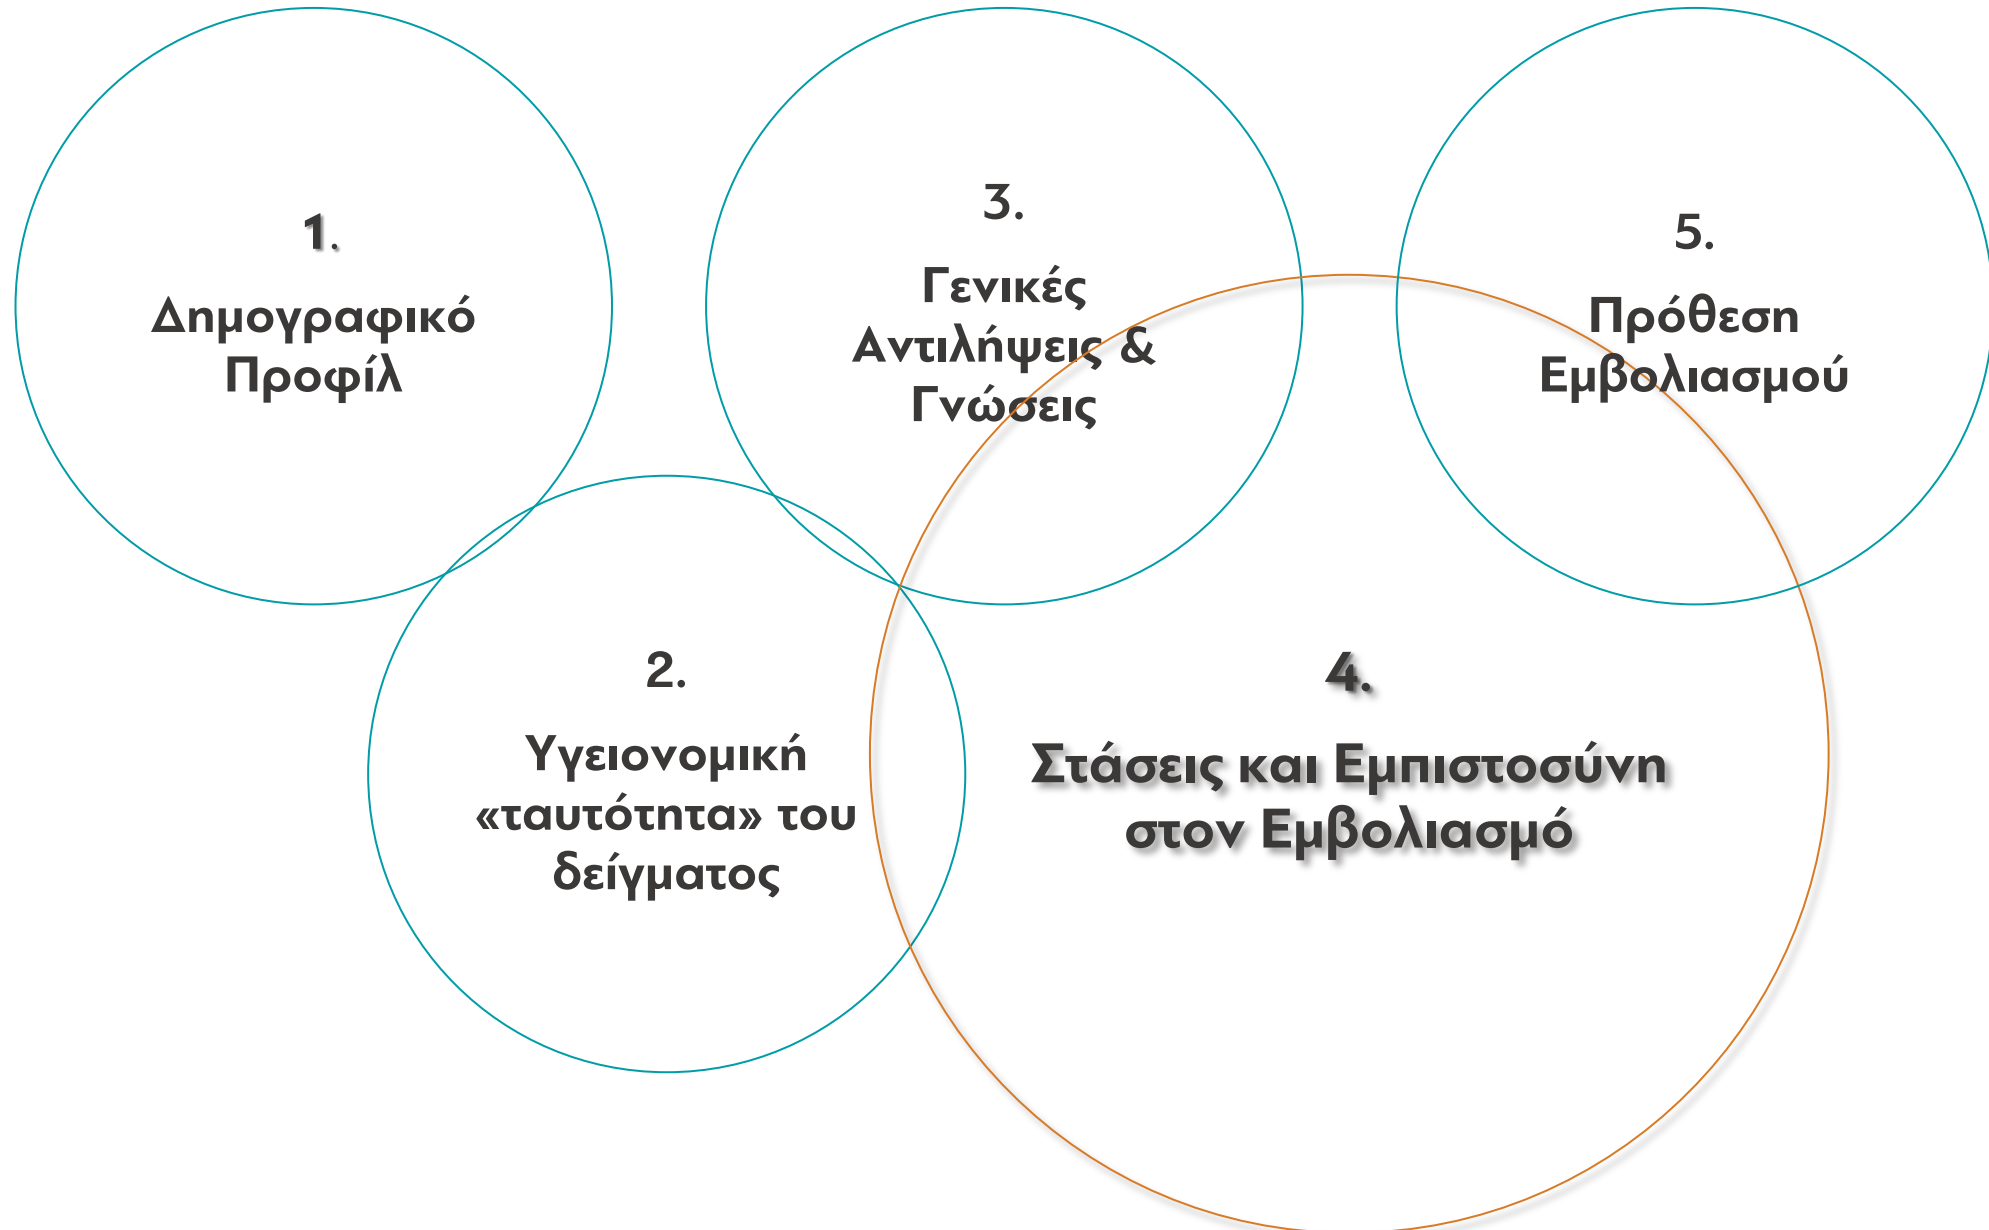 1.
Δημογραφικό
Προφίλ
2.
Υγειονομική
«ταυτότητα» του
δείγματος
3.
Γενικές
Αντιλήψεις &
Γνώσεις
4.
Στάσεις και Εμπιστοσύνη
στον Εμβολιασμό
5.
Πρόθεση
Εμβολιασμού